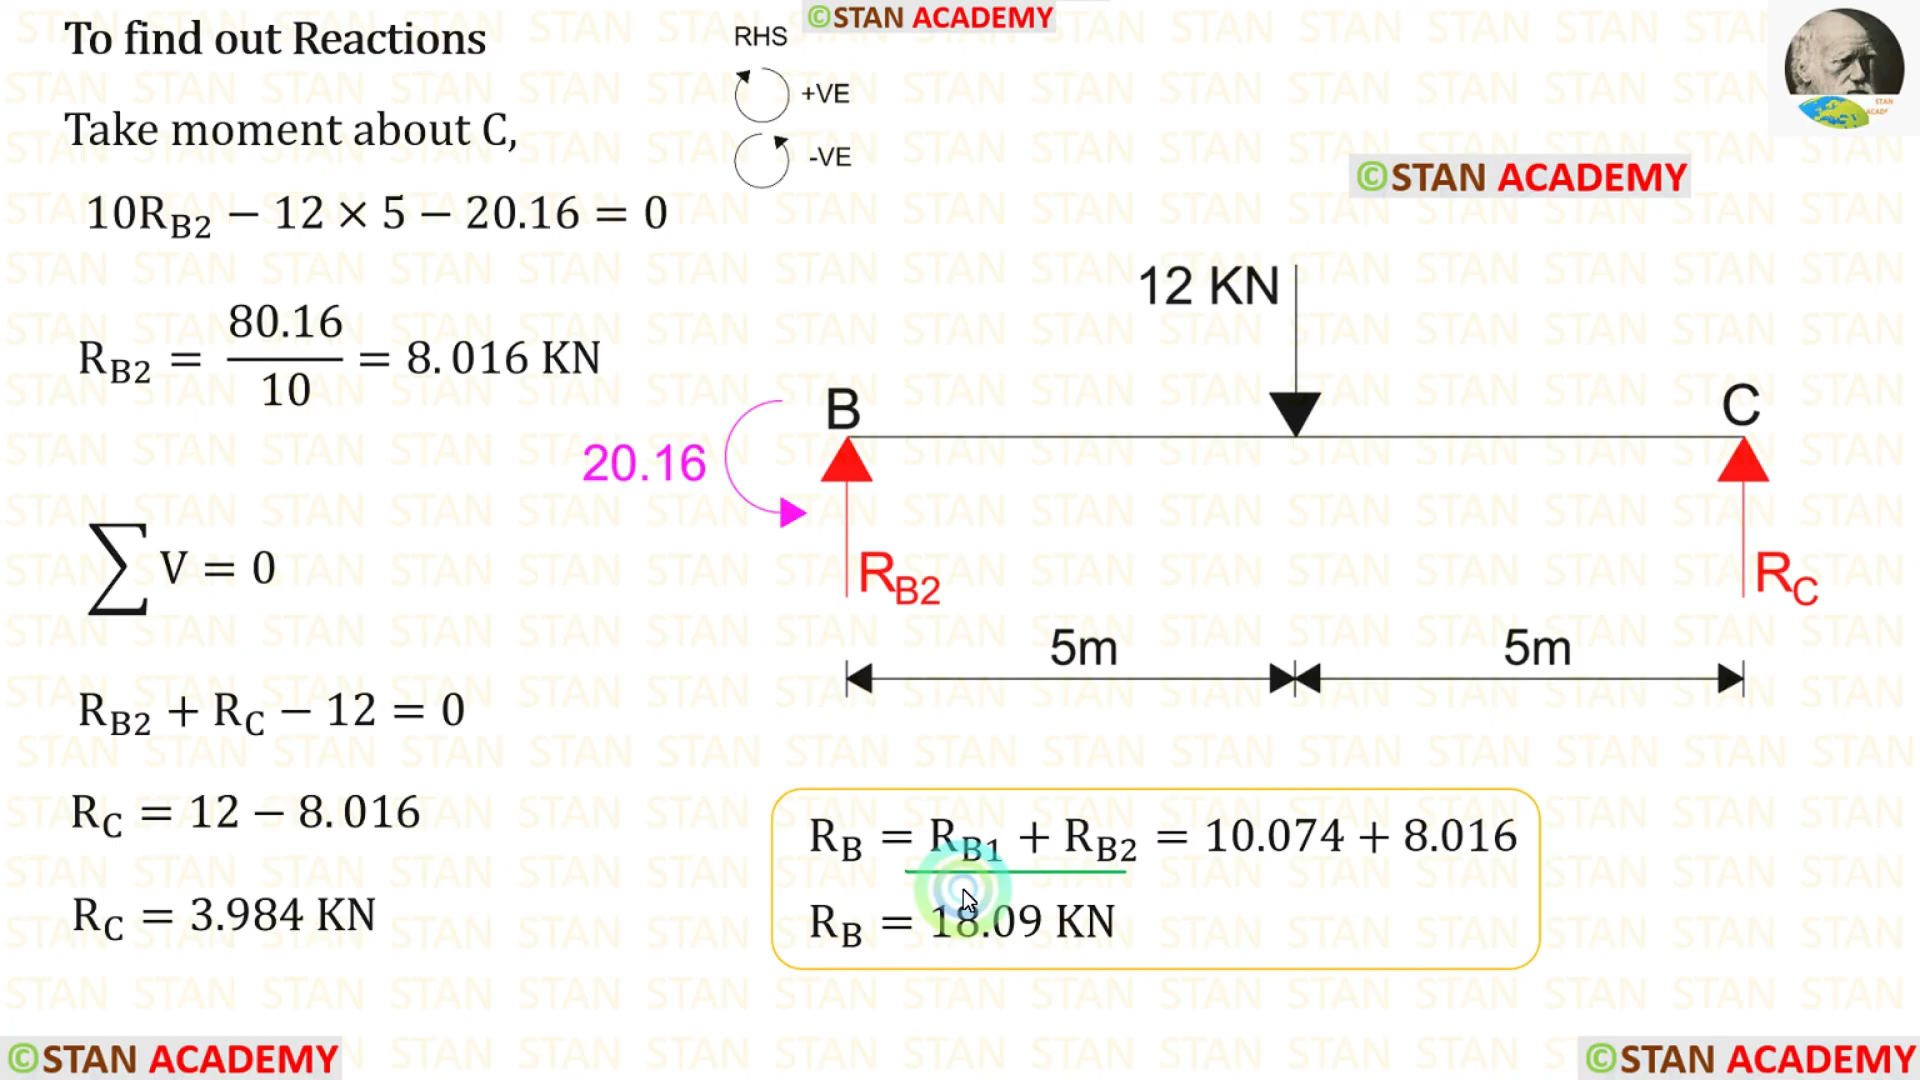 ©STAN ACADEMY
To find out Reactions
RHS
+VE
-VE
Take moment about C,
©STAN ACADEMY
10R_B2 − 12 × 5 − 20.16 = 0
R_B2 = 80.16/10 = 8.016 KN
12 KN
B
C
20.16
R_B2
R_C
5m
5m
∑ V = 0
R_B2 + R_C − 12 = 0
R_C = 12 − 8.016
R_C = 3.984 KN
R_B = R_B1 + R_B2 = 10.074 + 8.016
R_B = 18.09 KN
©STAN ACADEMY
©STAN ACADEMY